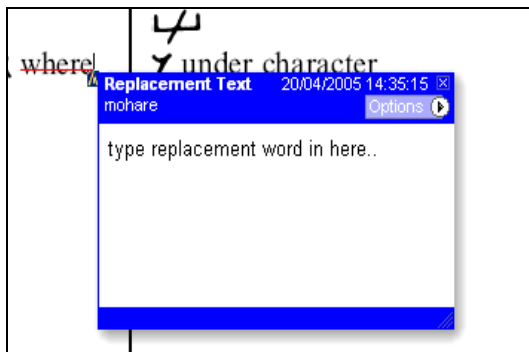 where
under character
Replacement Text 20/04/2005 14:35:15
mohare Options
type replacement word in here..